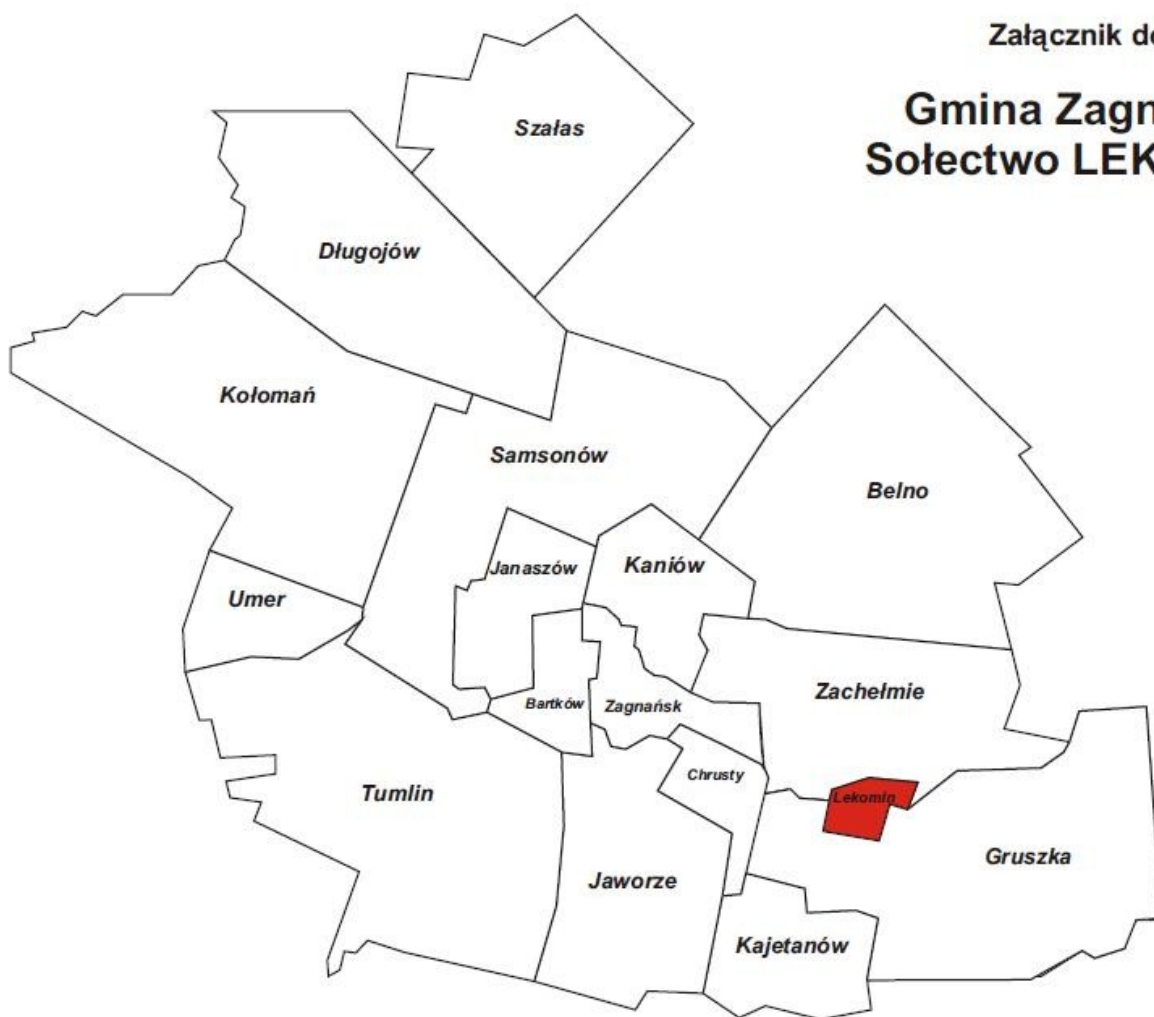 Załącznik do
Gmina Zagn
Sołectwo LEK
Szałas
Długojów
Kołomań
Samsonów
Belno
Janaszów
Kaniów
Umer
Zachełmie
Bartków
Zagnańsk
Chrusty
Tumlin
Lekomin
Gruszka
Jaworze
Kajetanów